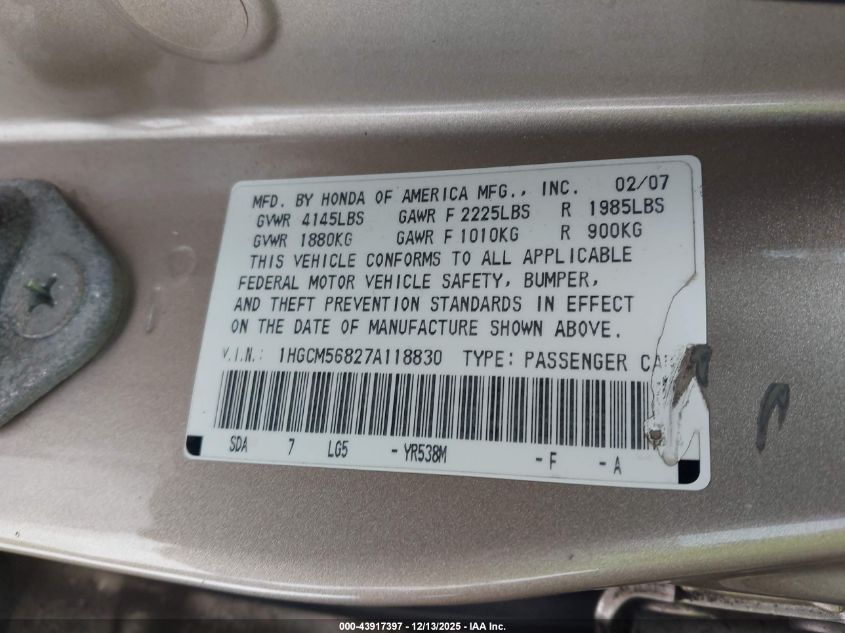 MFD. BY HONDA OF AMERICA MFG., INC. 02/07
GVWR 4145LBS GAWR F 2225LBS R 1985LBS
GVWR 1880KG GAWR F 1010KG R 900KG
THIS VEHICLE CONFORMS TO ALL APPLICABLE
FEDERAL MOTOR VEHICLE SAFETY, BUMPER,
AND THEFT PREVENTION STANDARDS IN EFFECT
ON THE DATE OF MANUFACTURE SHOWN ABOVE.
V.I.N.: 1HGCM56827A118830 TYPE: PASSENGER CA
SDA 7 LG5 - YR538M - F - A
000-43917397 - 12/13/2025 - IAA Inc.